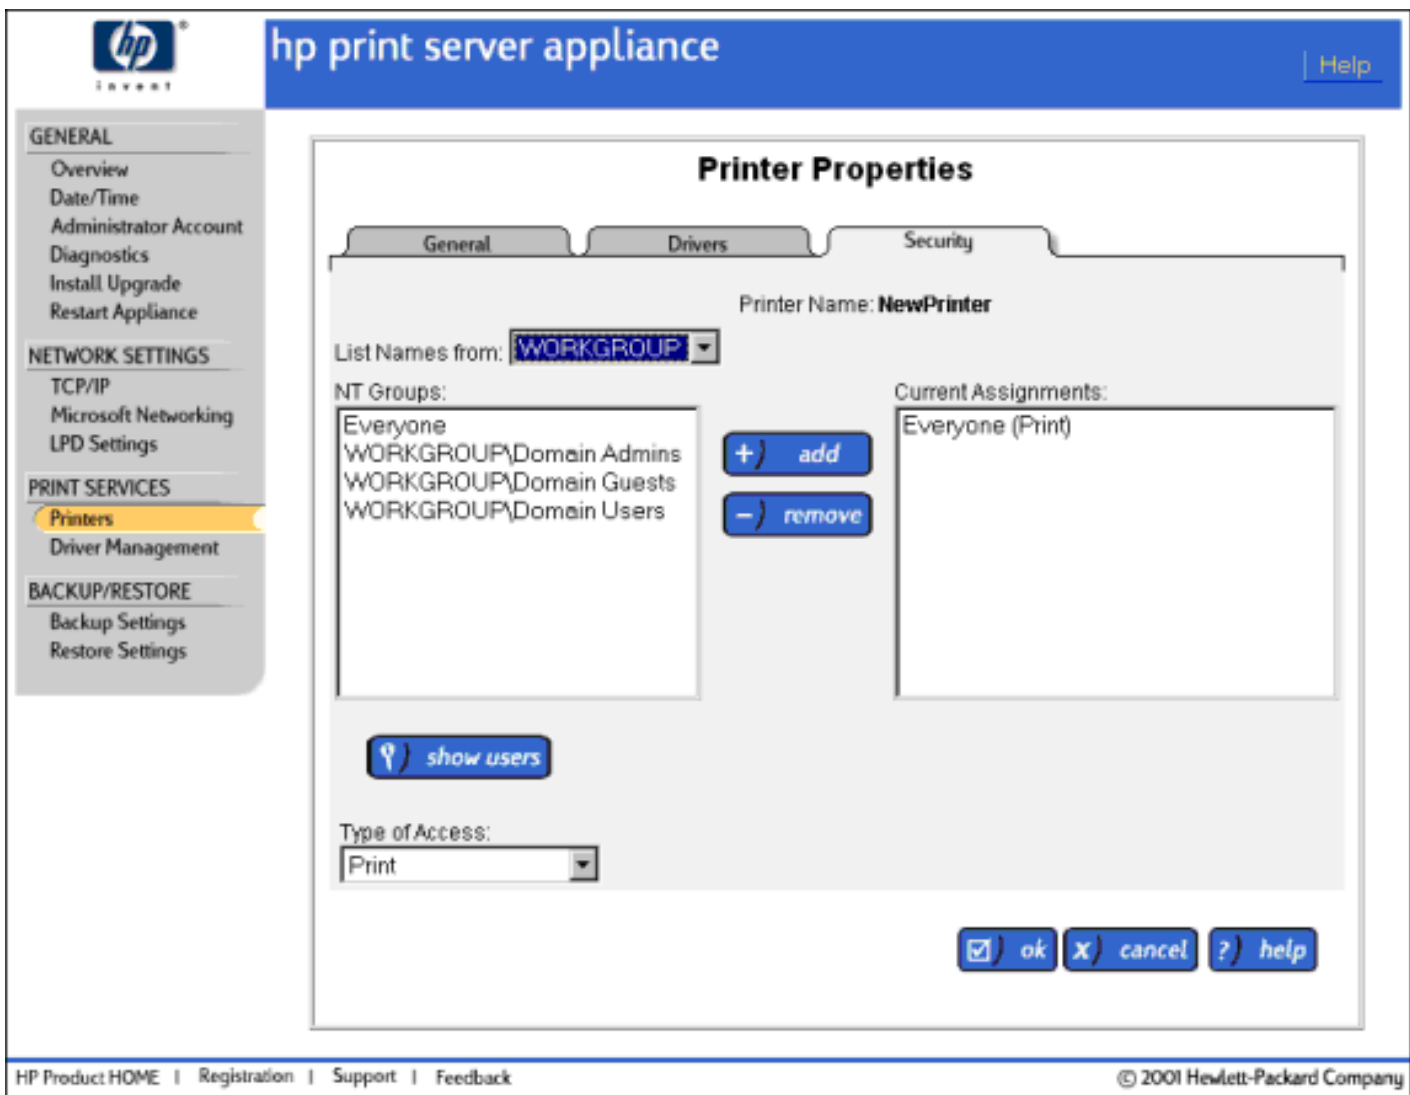 hp
invent
hp print server appliance
Help
GENERAL
Overview
Date/Time
Administrator Account
Diagnostics
Install Upgrade
Restart Appliance
NETWORK SETTINGS
TCP/IP
Microsoft Networking
LPD Settings
PRINT SERVICES
Printers
Driver Management
BACKUP/RESTORE
Backup Settings
Restore Settings
Printer Properties
General
Drivers
Security
Printer Name: NewPrinter
List Names from: WORKGROUP
NT Groups:
Everyone
WORKGROUP\Domain Admins
WORKGROUP\Domain Guests
WORKGROUP\Domain Users
+) add
–) remove
Current Assignments:
Everyone (Print)
show users
Type of Access:
Print
ok
X) cancel
?) help
HP Product HOME | Registration | Support | Feedback
© 2001 Hewlett-Packard Company